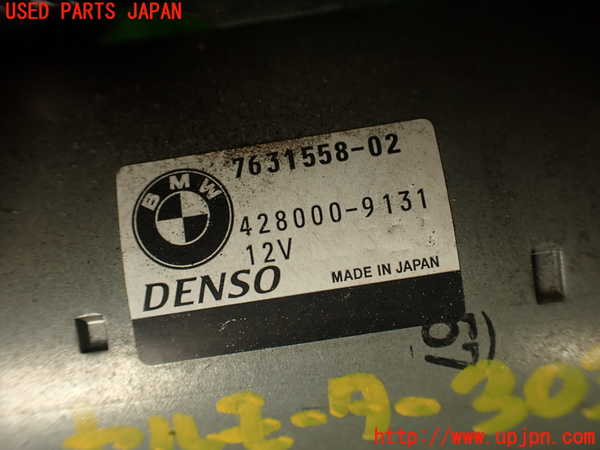 USED PARTS JAPAN
7631558-02
BMW
428000-9131
12V
DENSO
MADE IN JAPAN
http://www.upjpn.com/